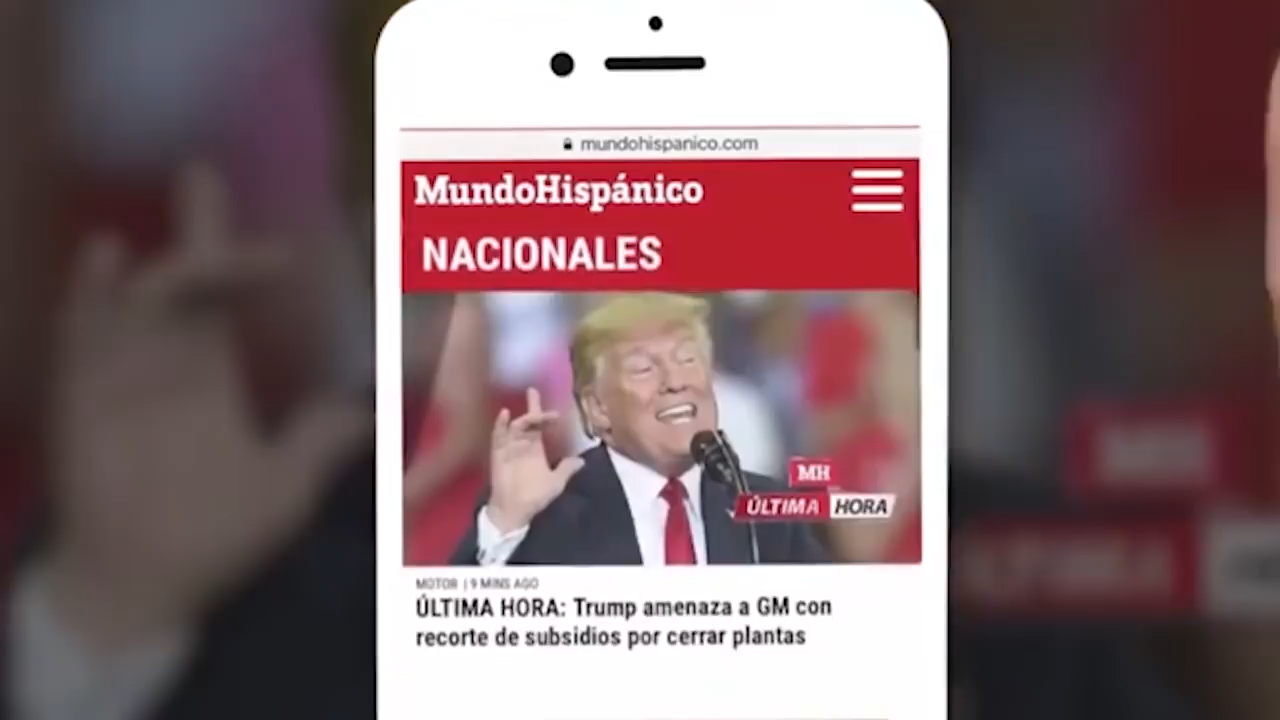 mundohispanico.com
MundoHispánico
NACIONALES
MH
ÚLTIMA HORA
MOTOR | 9 MINS AGO
ÚLTIMA HORA: Trump amenaza a GM con
recorte de subsidios por cerrar plantas